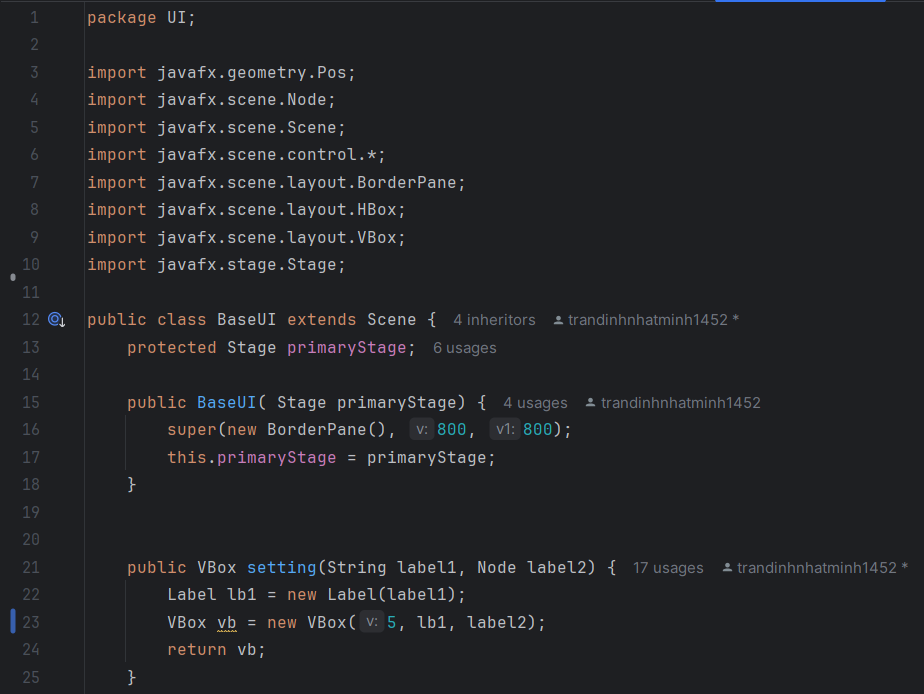 1 package UI;
2
3 import javafx.geometry.Pos;
4 import javafx.scene.Node;
5 import javafx.scene.Scene;
6 import javafx.scene.control.*;
7 import javafx.scene.layout.BorderPane;
8 import javafx.scene.layout.HBox;
9 import javafx.scene.layout.VBox;
10 import javafx.stage.Stage;
11
12 public class BaseUI extends Scene { 4 inheritors trandinhnhatminh1452 *
13 protected Stage primaryStage; 6 usages
14
15 public BaseUI( Stage primaryStage) { 4 usages trandinhnhatminh1452
16 super(new BorderPane(), v: 800, v1: 800);
17 this.primaryStage = primaryStage;
18 }
19
20
21 public VBox setting(String label1, Node label2) { 17 usages trandinhnhatminh1452 *
22 Label lb1 = new Label(label1);
23 VBox vb = new VBox( v: 5, lb1, label2);
24 return vb;
25 }